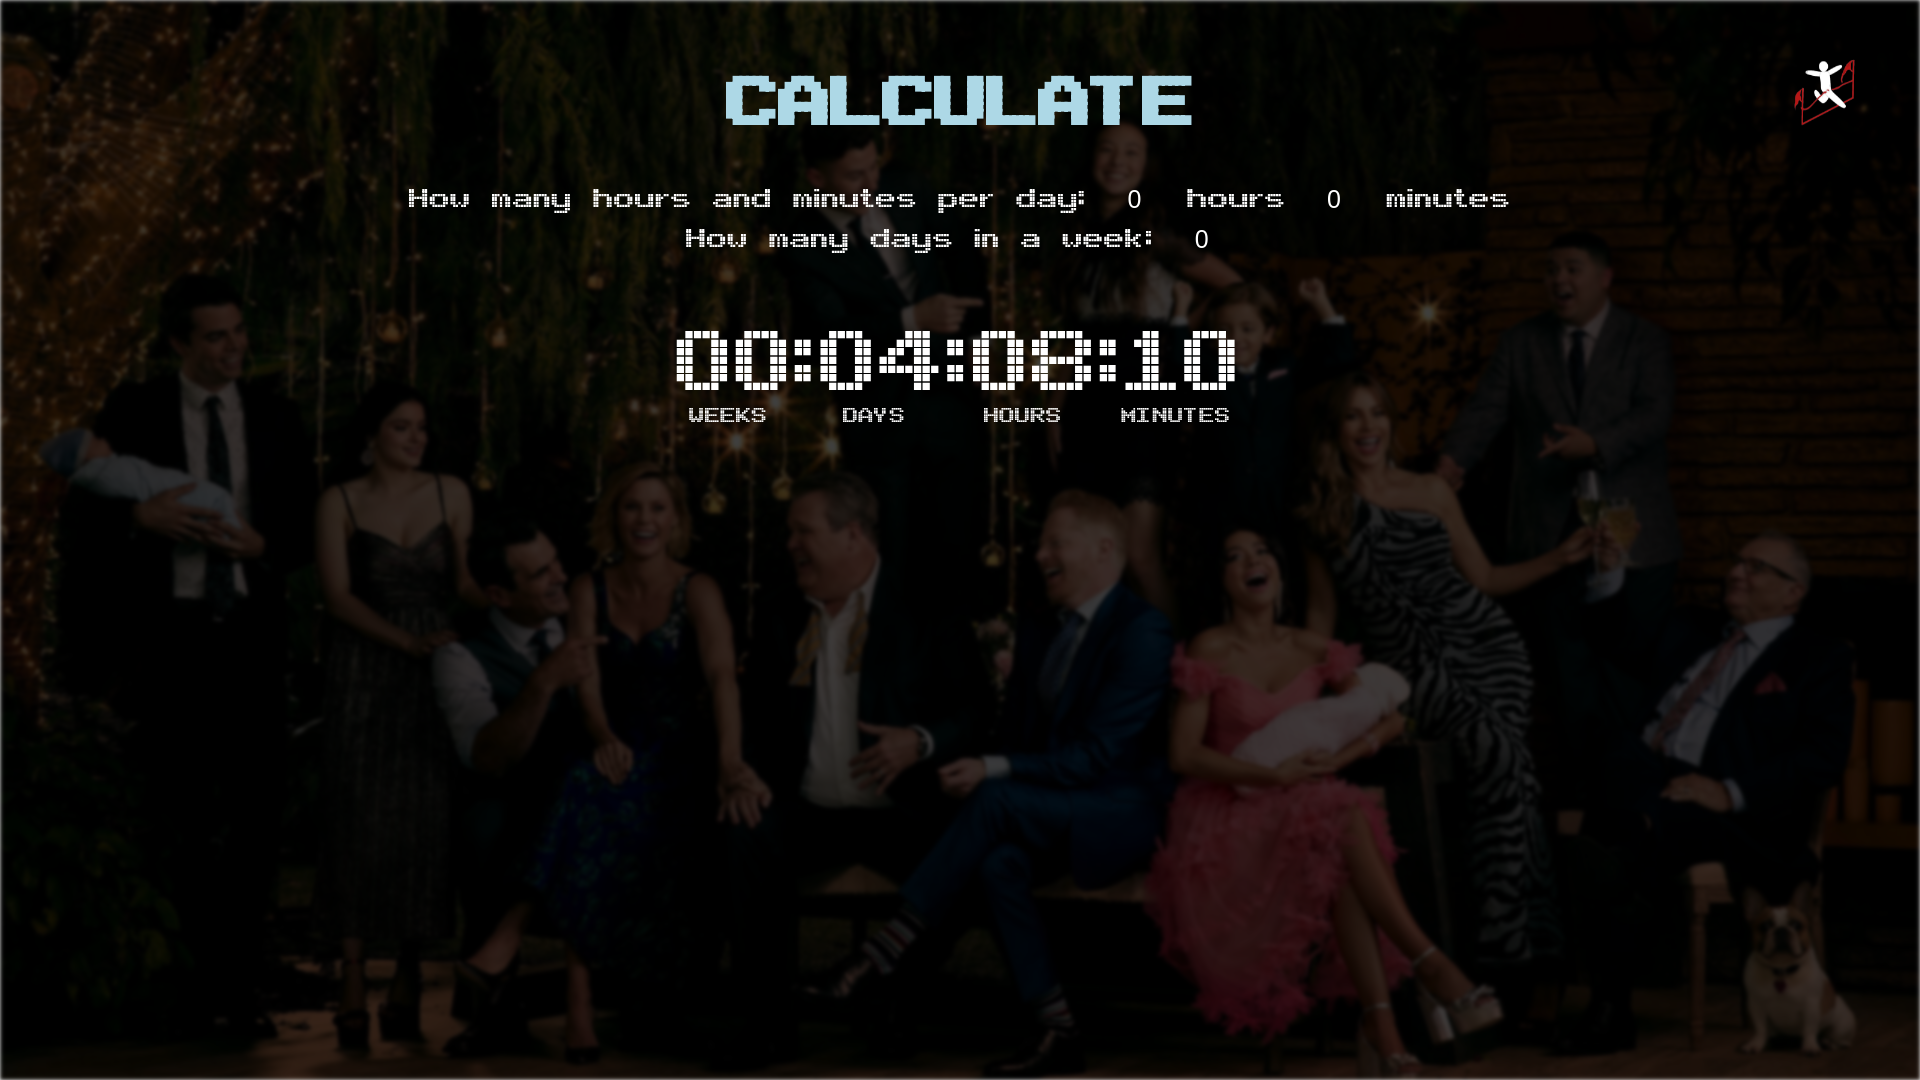 CALCULATE
How many hours and minutes per day: 0 hours 0 minutes
How many days in a week: 0
00:04:08:10
WEEKS DAYS HOURS MINUTES